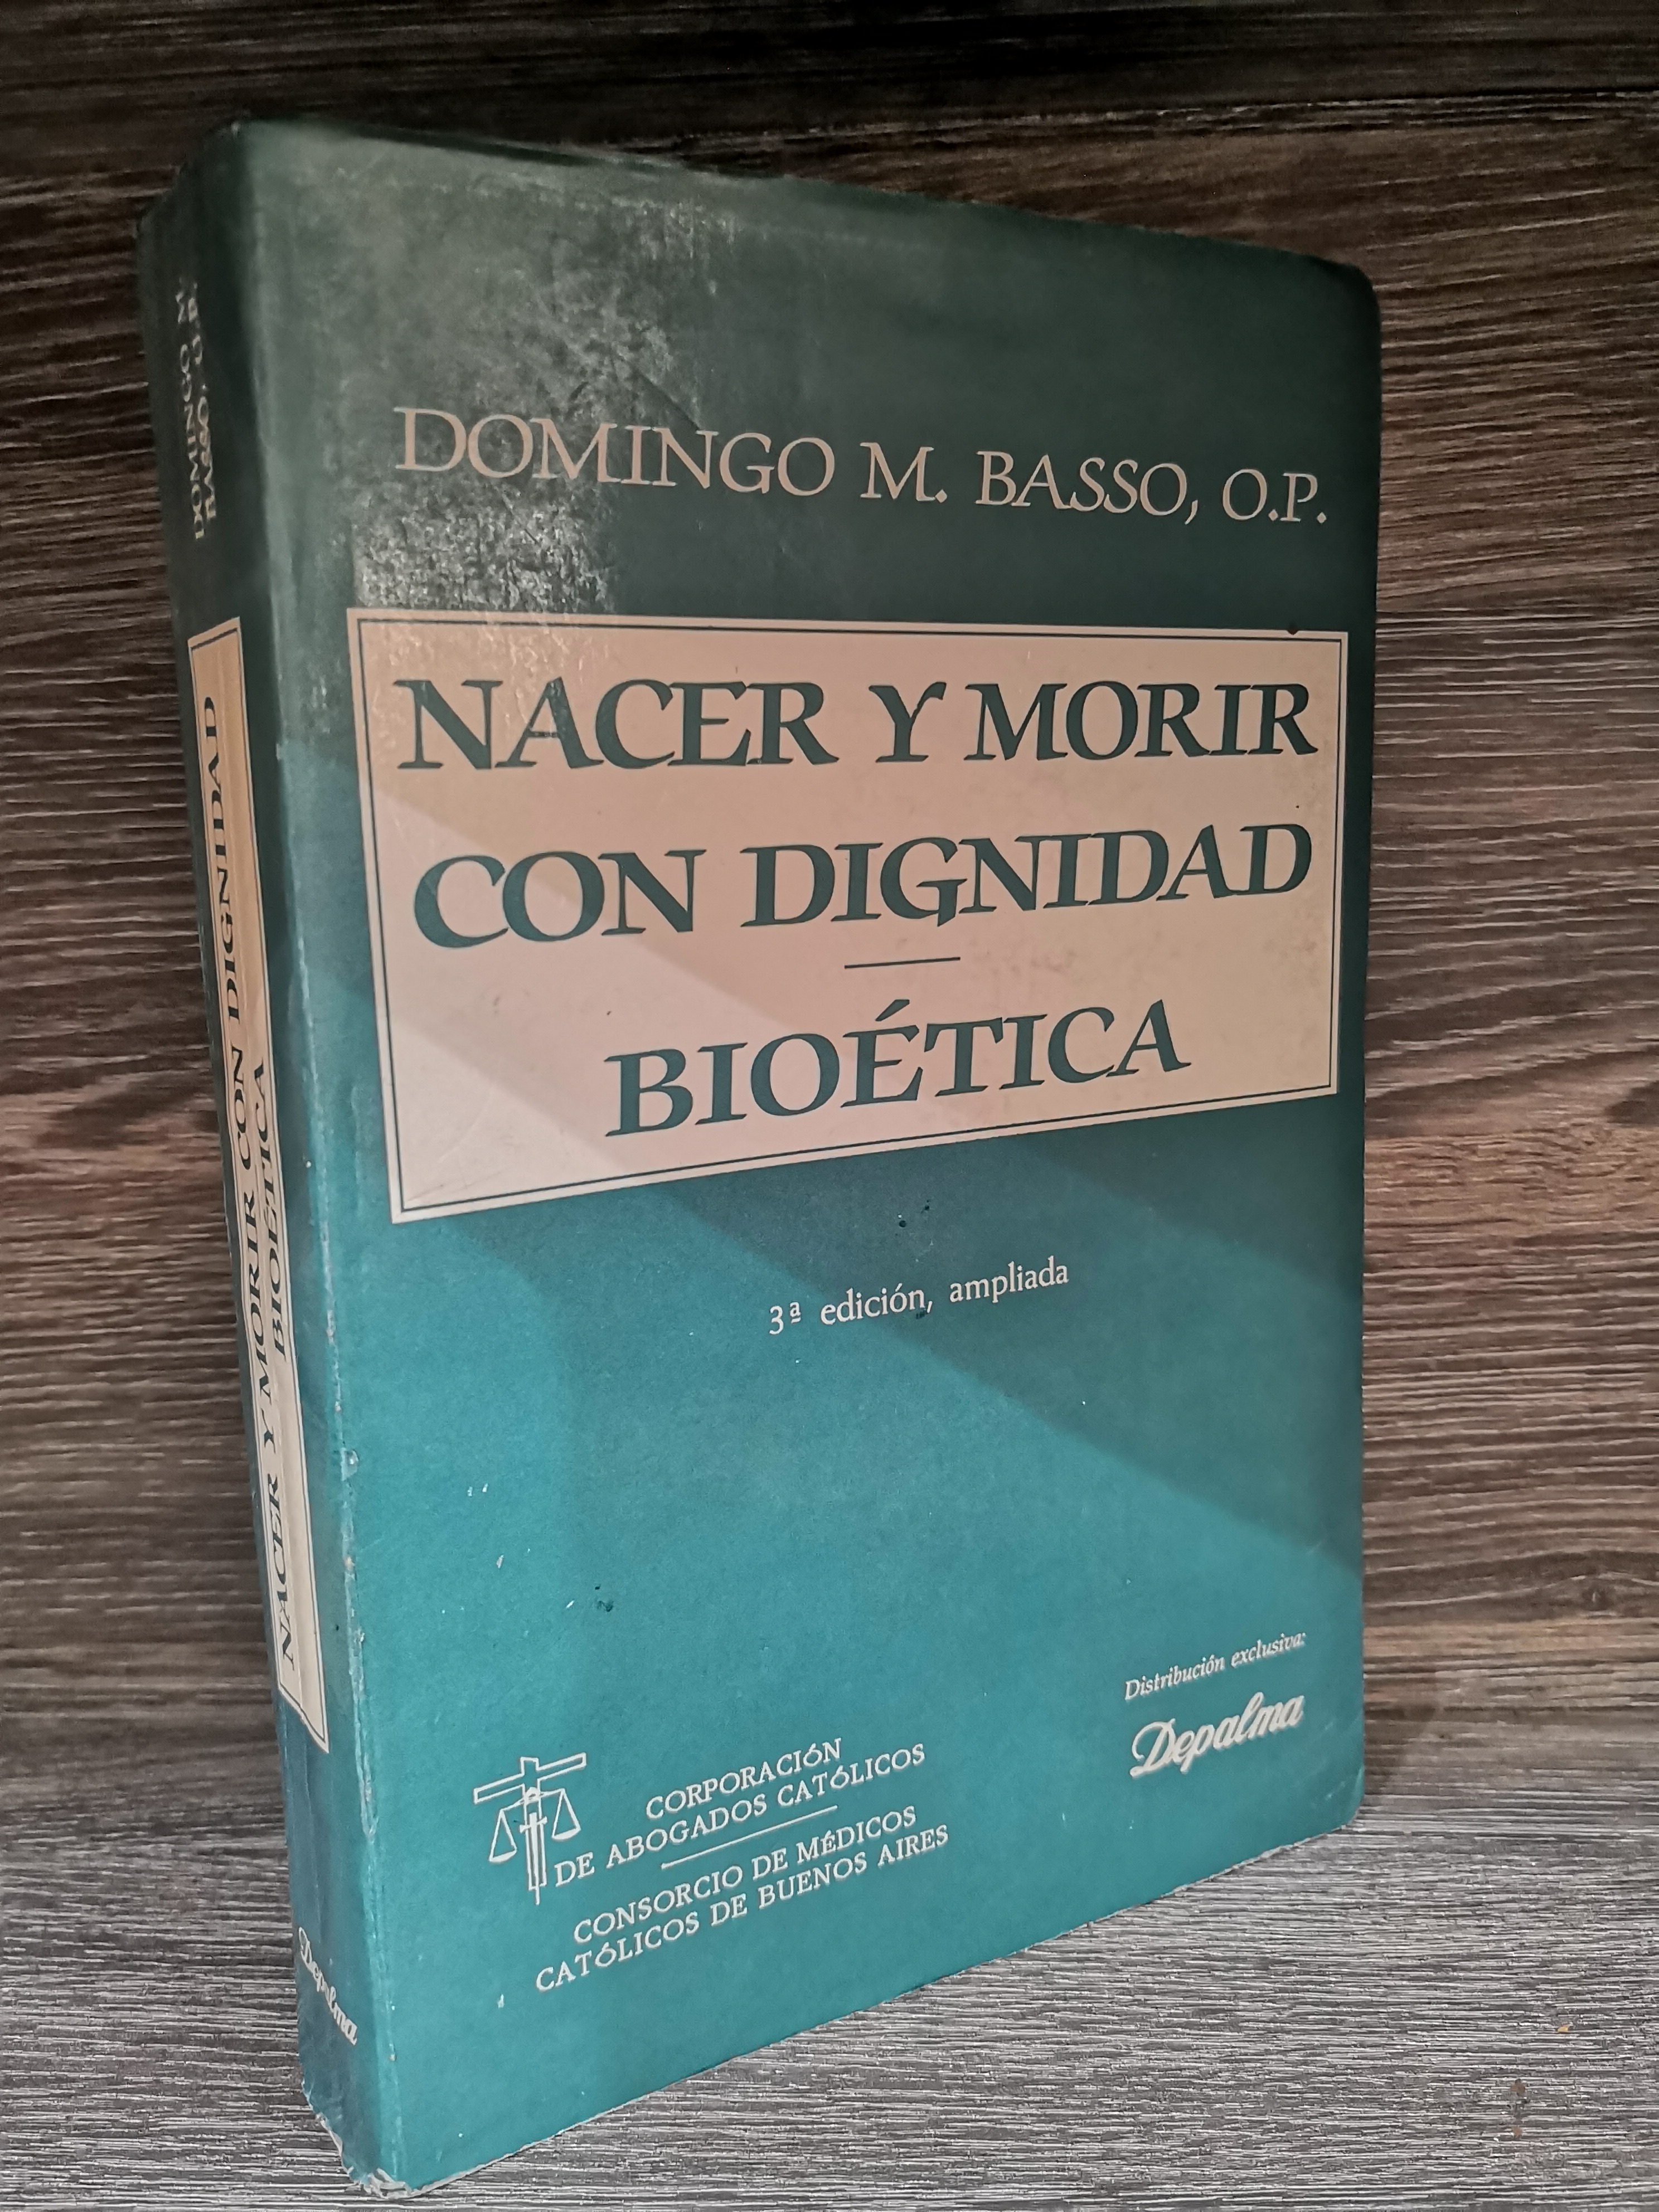 DOMINGO M. BASSO, O.P.
NACER Y MORIR
CON DIGNIDAD
BIOÉTICA
3ª edición, ampliada
Distribución exclusiva:
Depalma
CORPORACIÓN
DE ABOGADOS CATÓLICOS
CONSORCIO DE MÉDICOS
CATÓLICOS DE BUENOS AIRES
DOMINGO M.
BASSO, O.P.
NACER Y MORIR CON DIGNIDAD
BIOÉTICA
Depalma